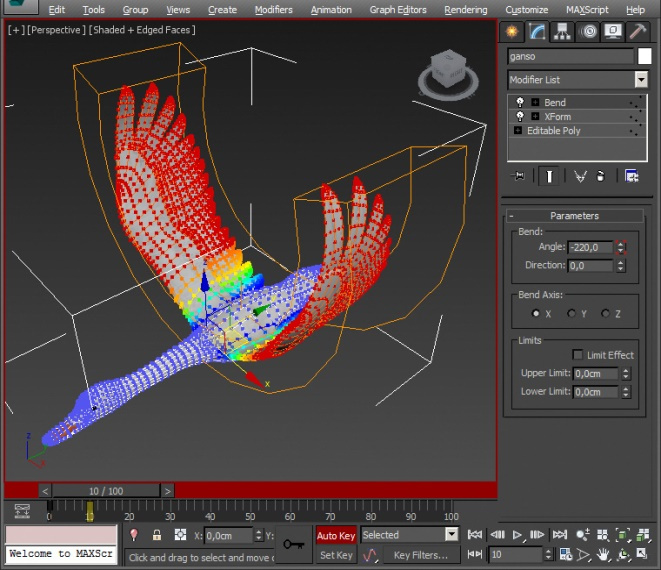 Edit Tools Group Views Create Modifiers Animation Graph Editors Rendering Customize MAXScript Help
[+] [Perspective] [Shaded + Edged Faces]
ganso
Modifier List
Bend
XForm
Editable Poly
Parameters
Bend:
Angle: -220,0
Direction: 0,0
Bend Axis:
X Y Z
Limits
Limit Effect
Upper Limit: 0,0cm
Lower Limit: 0,0cm
x
z
< 10 / 100 >
0 10 20 30 40 50 60 70 80 90 100
X: 0,0cm Y:
Auto Key Selected
Welcome to MAXScr
Click and drag to select and move o
Set Key Key Filters...
10